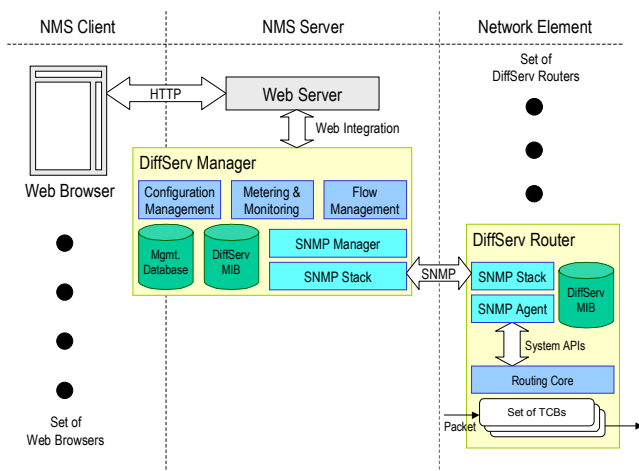 NMS Client
NMS Server
Network Element
Set of
DiffServ Routers
HTTP
Web Server
Web Integration
Web Browser
DiffServ Manager
Configuration
Management
Metering &
Monitoring
Flow
Management
Mgmt.
Database
DiffServ
MIB
SNMP Manager
SNMP Stack
SNMP
DiffServ Router
SNMP Stack
SNMP Agent
DiffServ
MIB
System APIs
Routing Core
Packet
Set of TCBs
Set of
Web Browsers